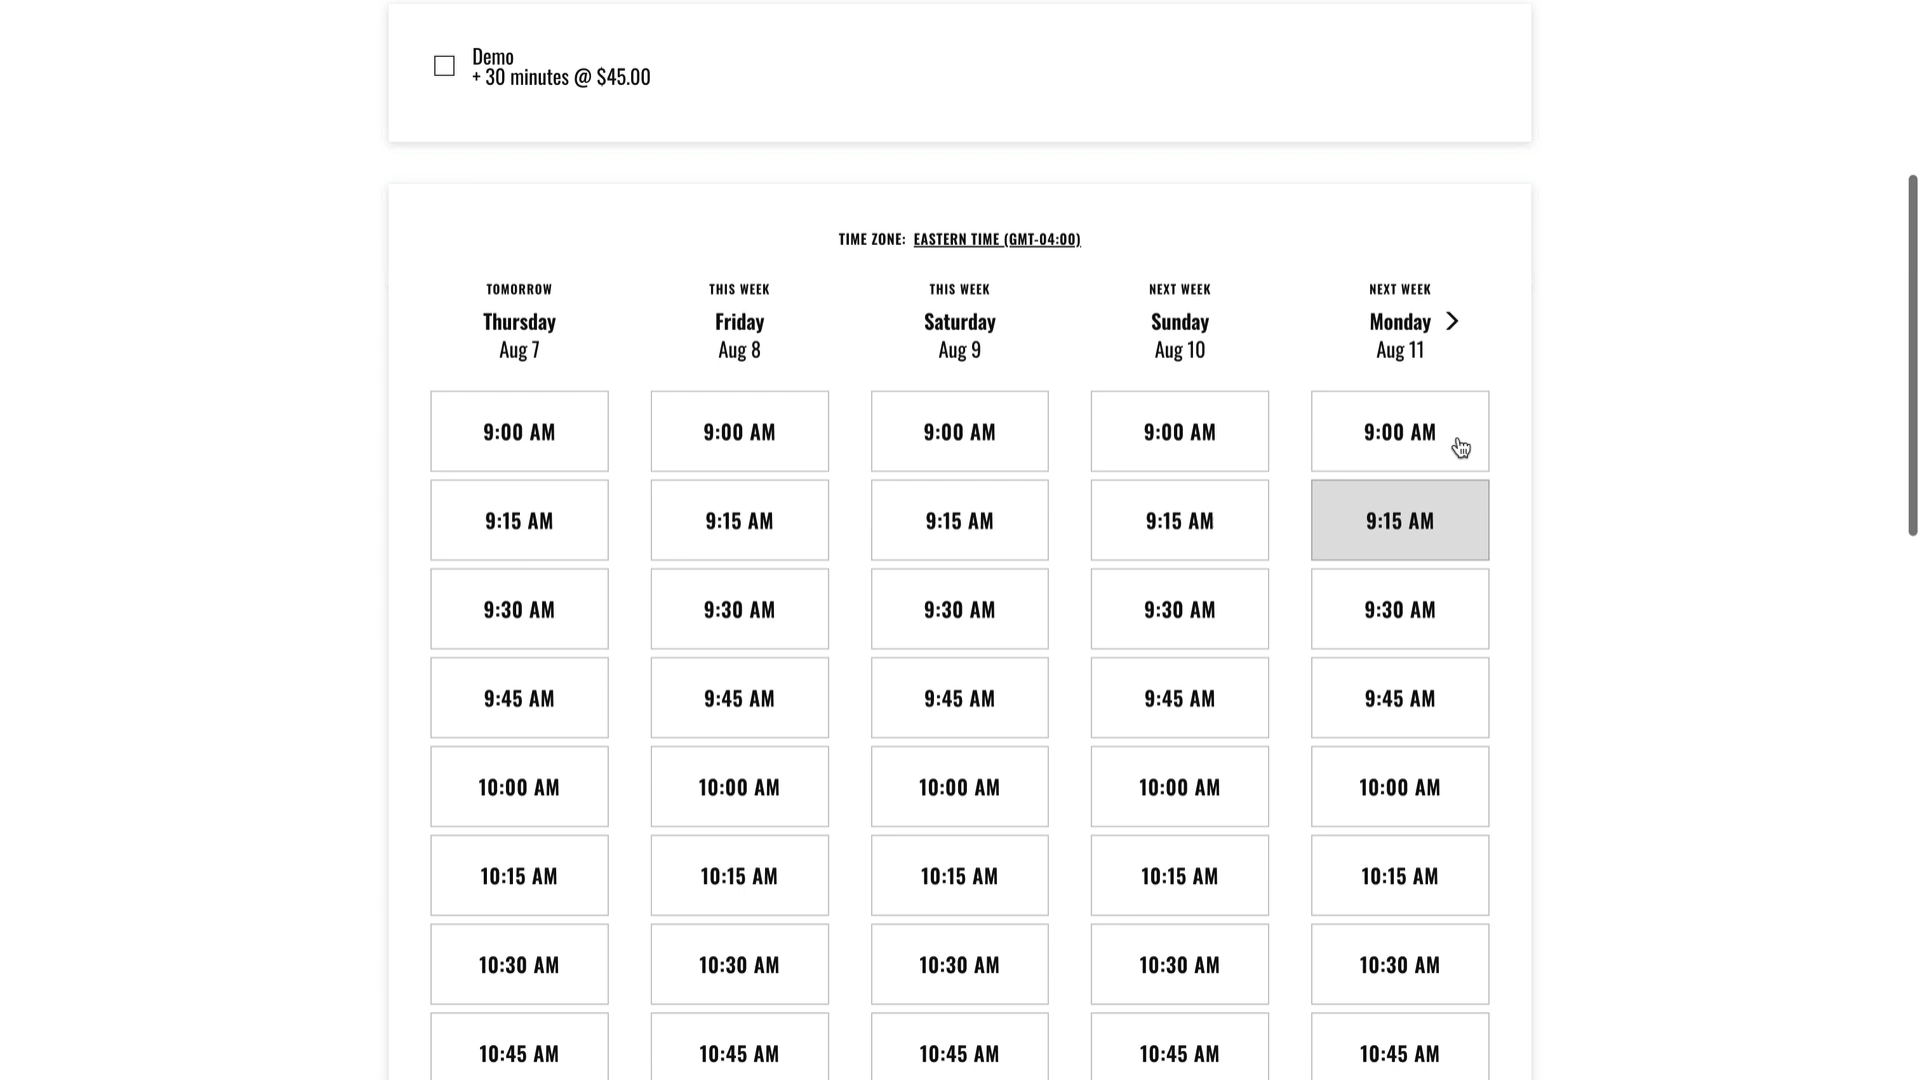 Demo
+ 30 minutes @ $45.00
TIME ZONE: EASTERN TIME (GMT-04:00)
TOMORROW THIS WEEK THIS WEEK NEXT WEEK NEXT WEEK
Thursday Friday Saturday Sunday Monday
Aug 7 Aug 8 Aug 9 Aug 10 Aug 11
9:00 AM 9:00 AM 9:00 AM 9:00 AM 9:00 AM
9:15 AM 9:15 AM 9:15 AM 9:15 AM 9:15 AM
9:30 AM 9:30 AM 9:30 AM 9:30 AM 9:30 AM
9:45 AM 9:45 AM 9:45 AM 9:45 AM 9:45 AM
10:00 AM 10:00 AM 10:00 AM 10:00 AM 10:00 AM
10:15 AM 10:15 AM 10:15 AM 10:15 AM 10:15 AM
10:30 AM 10:30 AM 10:30 AM 10:30 AM 10:30 AM
10:45 AM 10:45 AM 10:45 AM 10:45 AM 10:45 AM